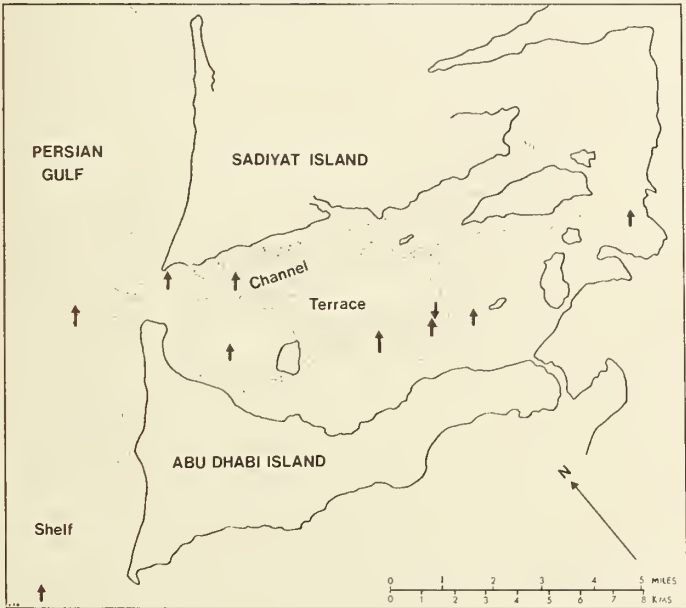 PERSIAN
GULF
SADIYAT ISLAND
Channel
Terrace
ABU DHABI ISLAND
N
Shelf
0 1 2 3 4 5 MILES
0 1 2 3 4 5 6 7 8 KMS